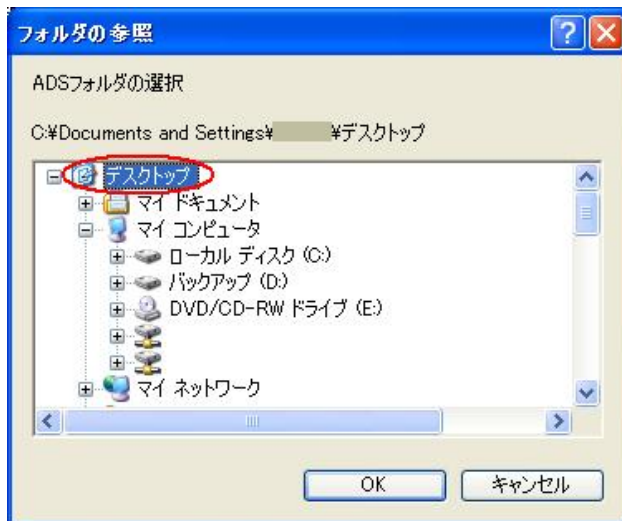 フォルダの参照
ADSフォルダの選択
C:¥Documents and Settings¥ ¥デスクトップ
デスクトップ
マイ ドキュメント
マイ コンピュータ
ローカル ディスク (C:)
バックアップ (D:)
DVD/CD-RW ドライブ (E:)
マイ ネットワーク
OK キャンセル